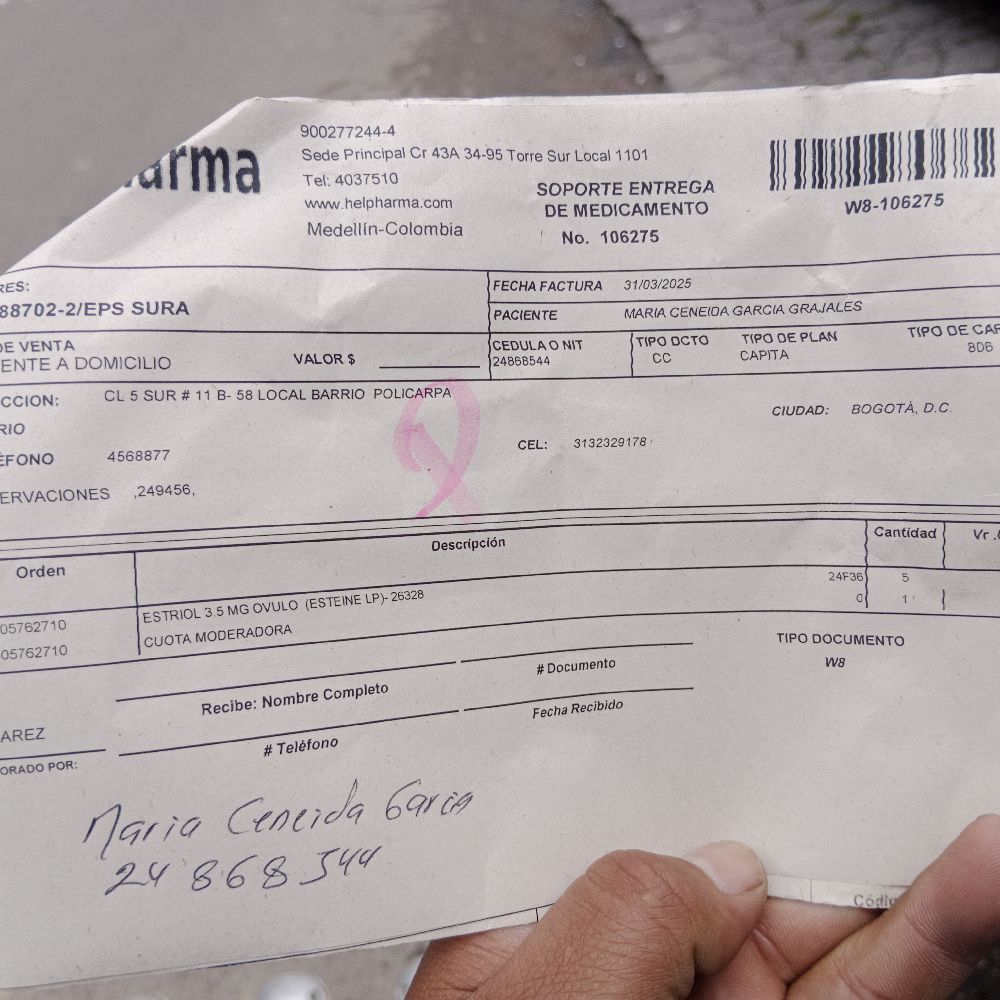 arma
900277244-4
Sede Principal Cr 43A 34-95 Torre Sur Local 1101
Tel: 4037510
www.helpharma.com
Medellín-Colombia
SOPORTE ENTREGA
DE MEDICAMENTO
No. 106275
W8-106275
RES:
88702-2/EPS SURA
FECHA FACTURA 31/03/2025
PACIENTE MARIA CENEIDA GARCIA GRAJALES
DE VENTA
ENTE A DOMICILIO VALOR $
CEDULA O NIT TIPO DCTO TIPO DE PLAN TIPO DE CAR
24868544 CC CAPITA 806
CCION: CL 5 SUR # 11 B- 58 LOCAL BARRIO POLICARPA
RIO
CIUDAD: BOGOTÁ, D.C.
ÉFONO 4568877
CEL: 3132329178
ERVACIONES ,249456,
Orden Descripción Cantidad Vr.
05762710 ESTRIOL 3.5 MG OVULO (ESTEINE LP)- 26328 24F36 5
05762710 CUOTA MODERADORA 0 1
TIPO DOCUMENTO
W8
Recibe: Nombre Completo # Documento
AREZ
ORADO POR: # Teléfono Fecha Recibido
Maria Ceneida Garcia
24 868 544
Códi